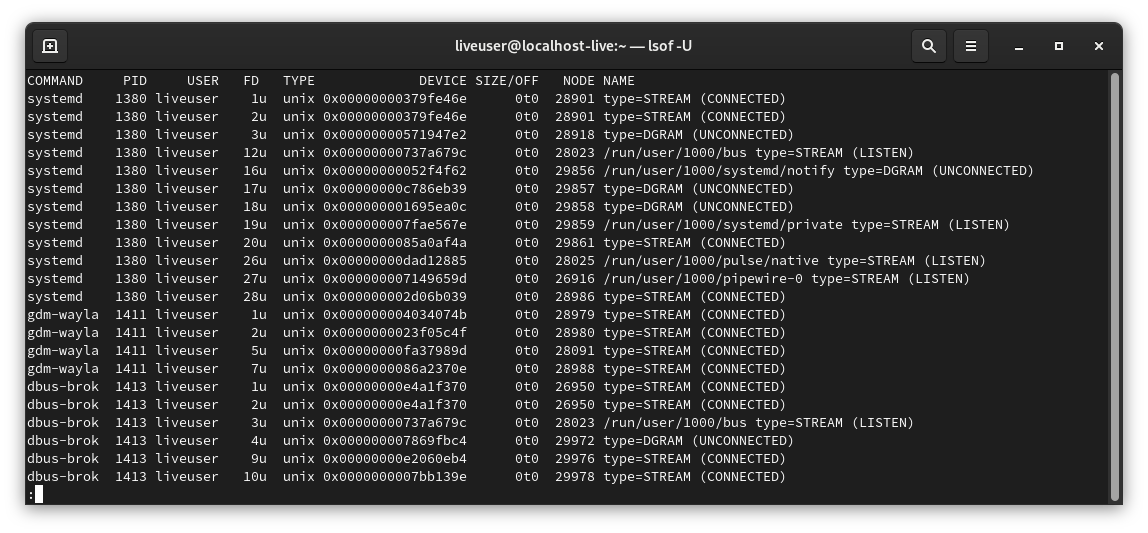 liveuser@localhost-live:~ — lsof -U
COMMAND     PID     USER   FD   TYPE             DEVICE SIZE/OFF   NODE NAME
systemd    1380 liveuser    1u  unix 0x00000000379fe46e      0t0  28901 type=STREAM (CONNECTED)
systemd    1380 liveuser    2u  unix 0x00000000379fe46e      0t0  28901 type=STREAM (CONNECTED)
systemd    1380 liveuser    3u  unix 0x00000000571947e2      0t0  28918 type=DGRAM (UNCONNECTED)
systemd    1380 liveuser   12u  unix 0x00000000737a679c      0t0  28023 /run/user/1000/bus type=STREAM (LISTEN)
systemd    1380 liveuser   16u  unix 0x00000000052f4f62      0t0  29856 /run/user/1000/systemd/notify type=DGRAM (UNCONNECTED)
systemd    1380 liveuser   17u  unix 0x00000000c786eb39      0t0  29857 type=DGRAM (UNCONNECTED)
systemd    1380 liveuser   18u  unix 0x000000001695ea0c      0t0  29858 type=DGRAM (UNCONNECTED)
systemd    1380 liveuser   19u  unix 0x000000007fae567e      0t0  29859 /run/user/1000/systemd/private type=STREAM (LISTEN)
systemd    1380 liveuser   20u  unix 0x0000000085a0af4a      0t0  29861 type=STREAM (CONNECTED)
systemd    1380 liveuser   26u  unix 0x00000000dad12885      0t0  28025 /run/user/1000/pulse/native type=STREAM (LISTEN)
systemd    1380 liveuser   27u  unix 0x000000007149659d      0t0  26916 /run/user/1000/pipewire-0 type=STREAM (LISTEN)
systemd    1380 liveuser   28u  unix 0x000000002d06b039      0t0  28986 type=STREAM (CONNECTED)
gdm-wayla  1411 liveuser    1u  unix 0x000000004034074b      0t0  28979 type=STREAM (CONNECTED)
gdm-wayla  1411 liveuser    2u  unix 0x0000000023f05c4f      0t0  28980 type=STREAM (CONNECTED)
gdm-wayla  1411 liveuser    5u  unix 0x00000000fa37989d      0t0  28091 type=STREAM (CONNECTED)
gdm-wayla  1411 liveuser    7u  unix 0x0000000086a2370e      0t0  28988 type=STREAM (CONNECTED)
dbus-brok  1413 liveuser    1u  unix 0x00000000e4a1f370      0t0  26950 type=STREAM (CONNECTED)
dbus-brok  1413 liveuser    2u  unix 0x00000000e4a1f370      0t0  26950 type=STREAM (CONNECTED)
dbus-brok  1413 liveuser    3u  unix 0x00000000737a679c      0t0  28023 /run/user/1000/bus type=STREAM (LISTEN)
dbus-brok  1413 liveuser    4u  unix 0x000000007869fbc4      0t0  29972 type=DGRAM (UNCONNECTED)
dbus-brok  1413 liveuser    9u  unix 0x00000000e2060eb4      0t0  29976 type=STREAM (CONNECTED)
dbus-brok  1413 liveuser   10u  unix 0x0000000007bb139e      0t0  29978 type=STREAM (CONNECTED)
: